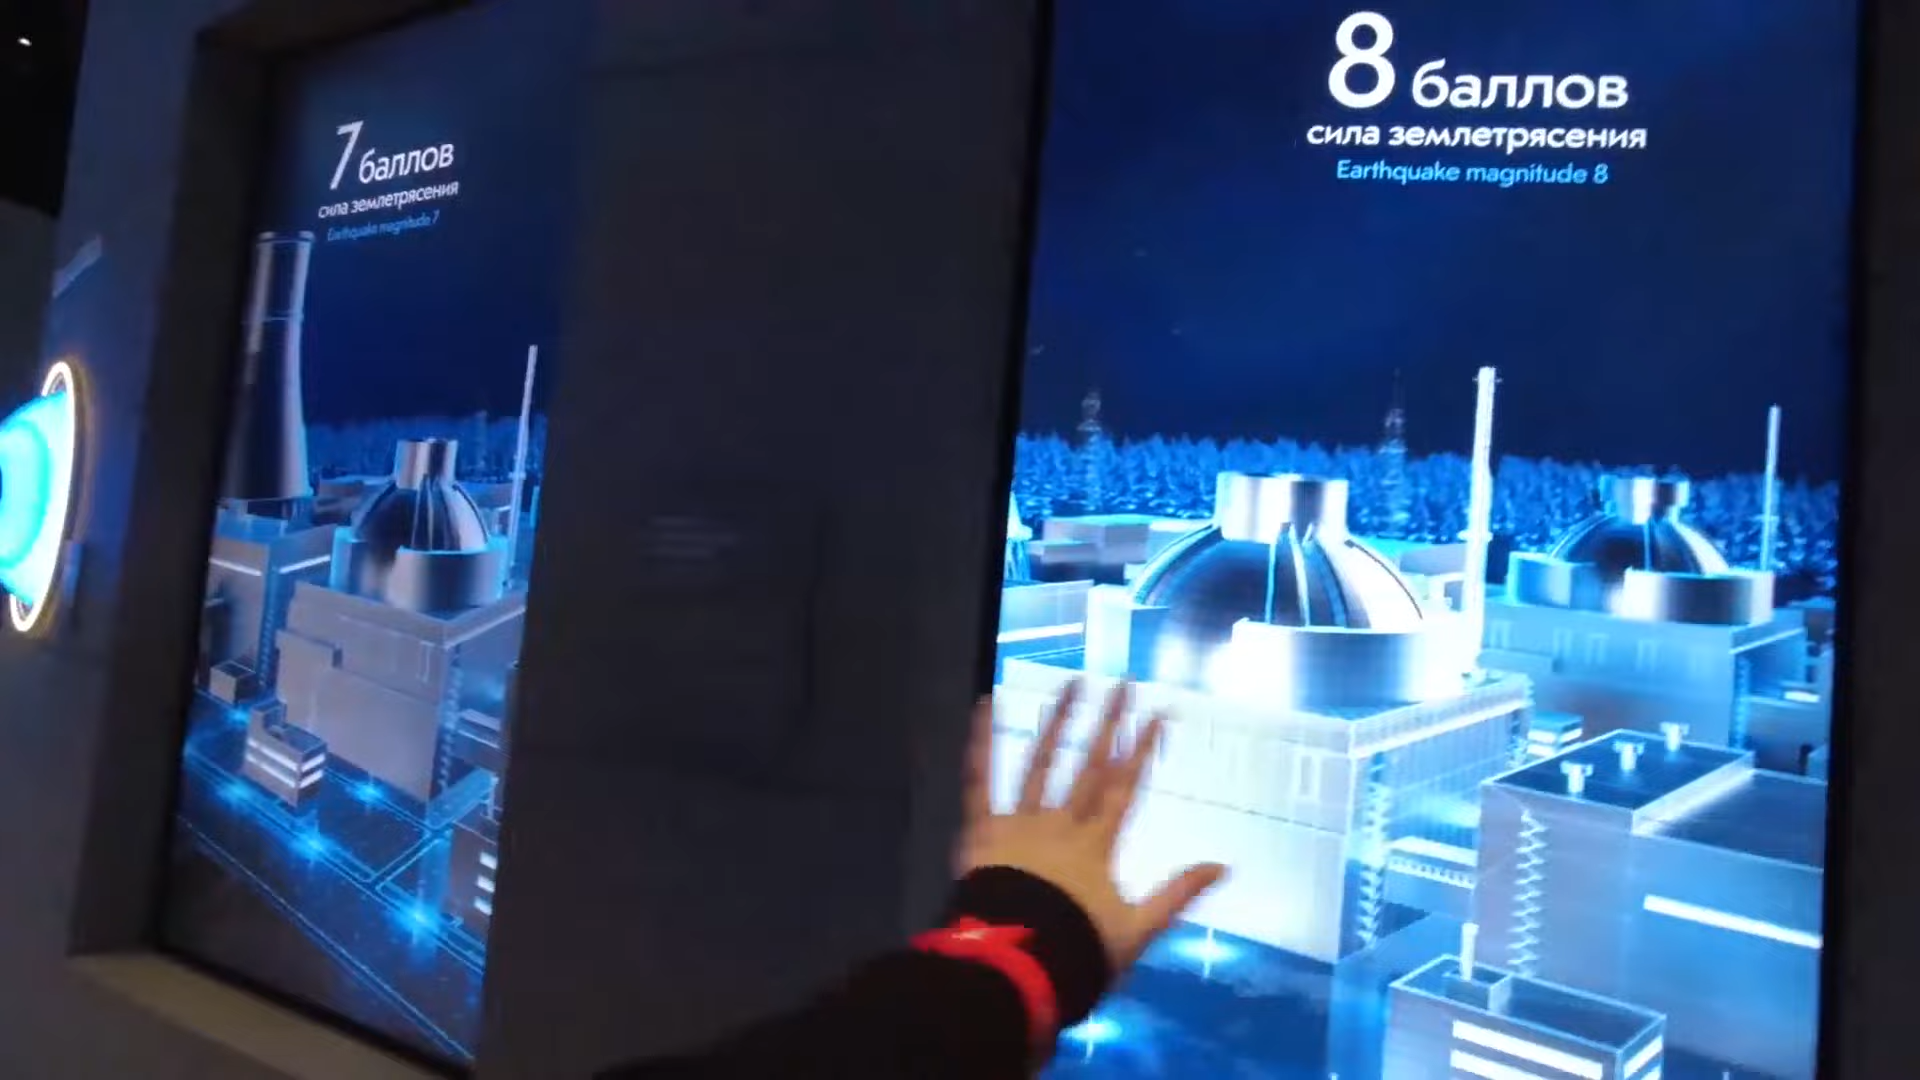 7 баллов
сила землетрясения
Earthquake magnitude 7
8 баллов
сила землетрясения
Earthquake magnitude 8